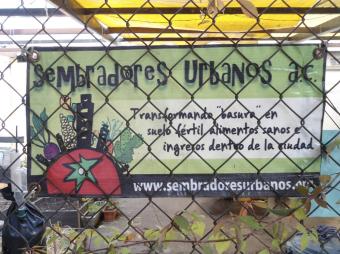 Sembradores Urbanos a.c.
Transformando "basura" en
suelo fértil, alimentos sanos e
ingresos dentro de la ciudad
www.sembradoresurbanos.org